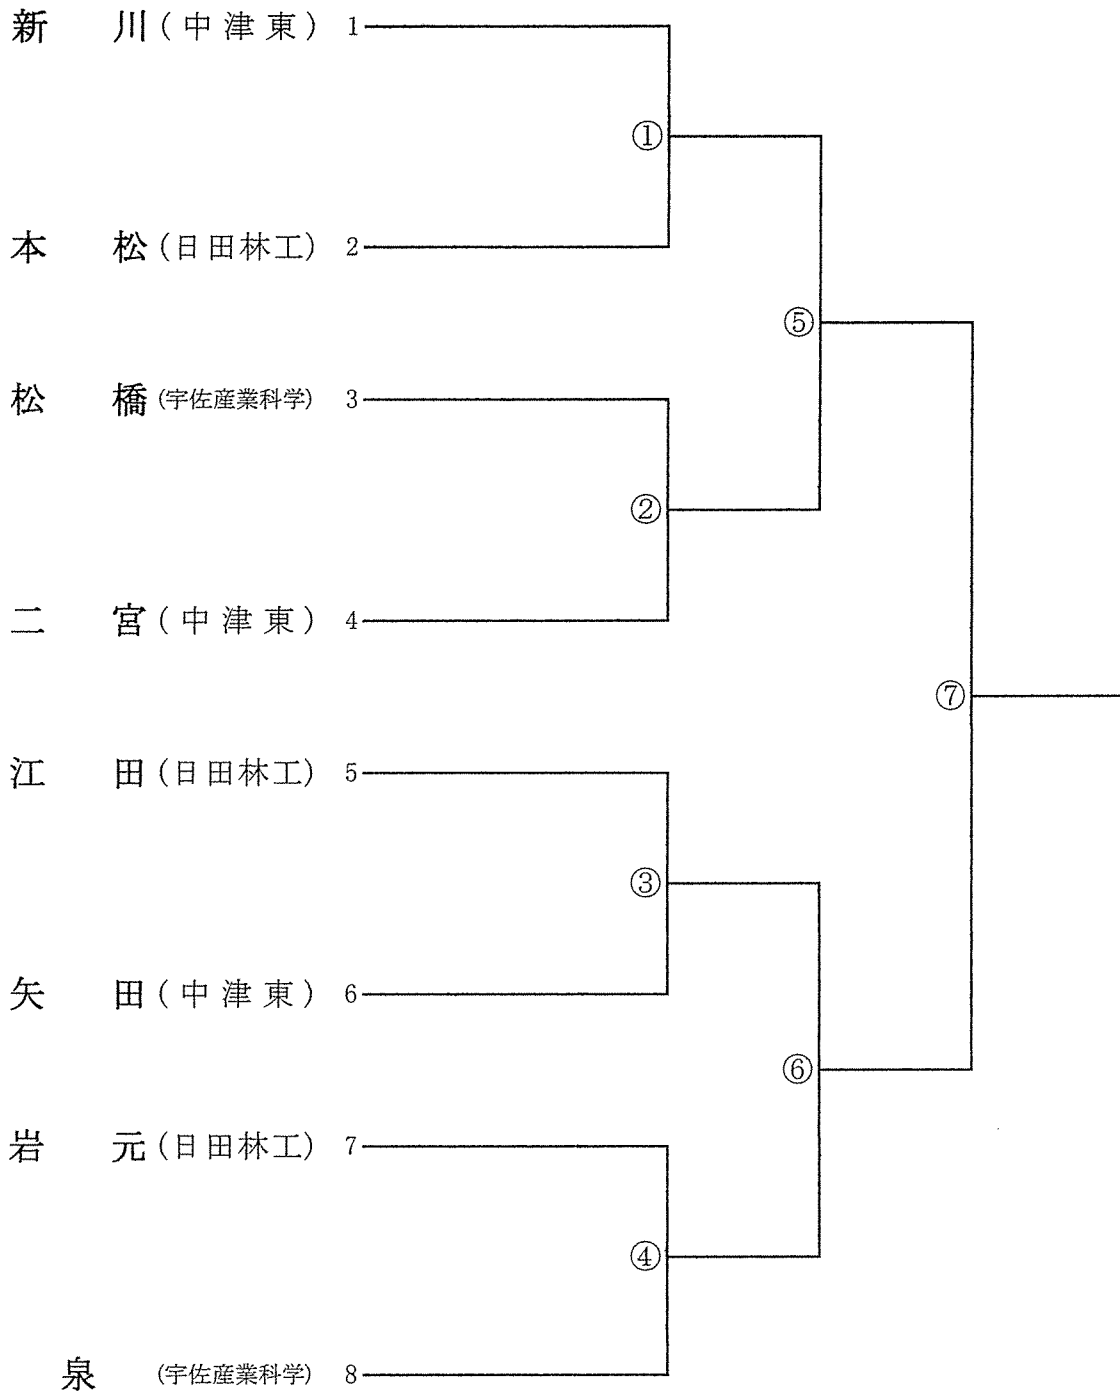 新 川 (中津東) 1
①
本 松 (日田林工) 2
⑤
松 橋 (宇佐産業科学) 3
②
二 宮 (中津東) 4
⑦
江 田 (日田林工) 5
③
矢 田 (中津東) 6
⑥
岩 元 (日田林工) 7
④
泉 (宇佐産業科学) 8